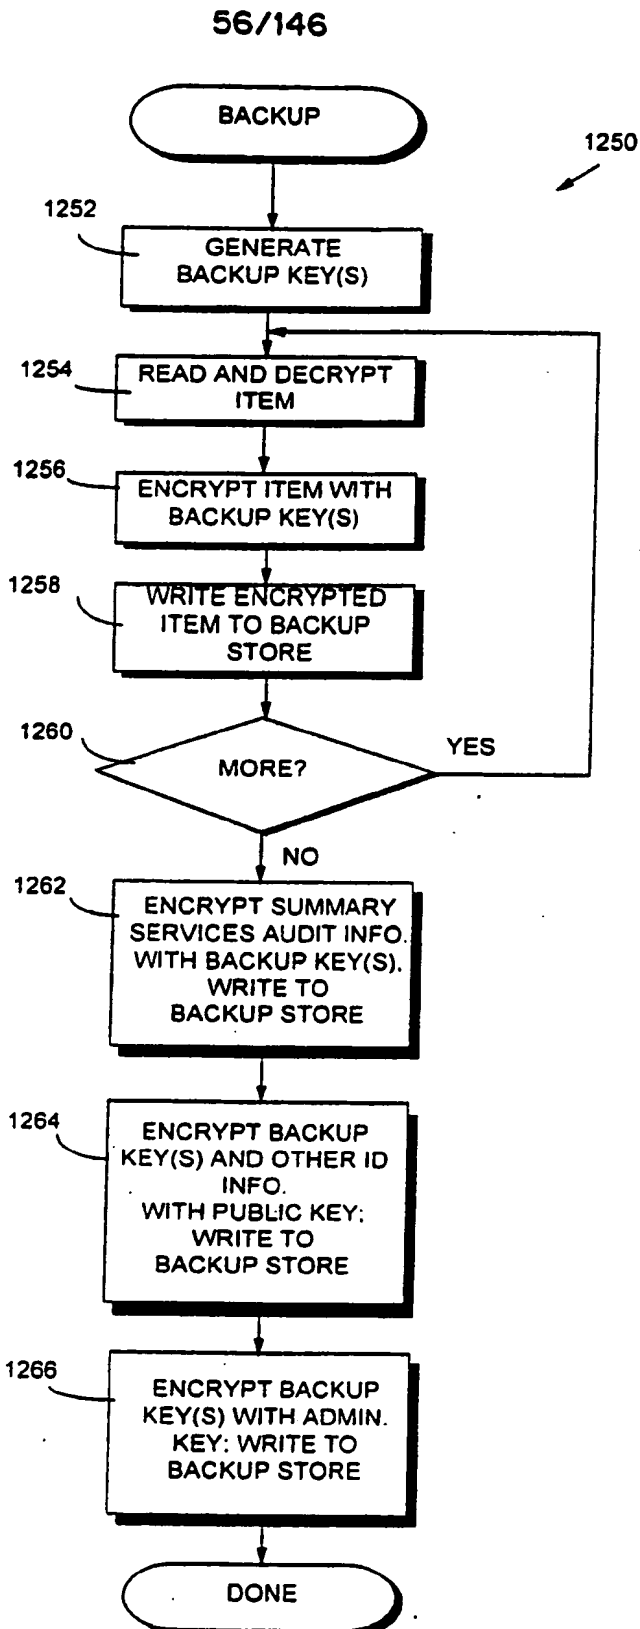 56/146
BACKUP
1250
1252
GENERATE
BACKUP KEY(S)
1254
READ AND DECRYPT
ITEM
1256
ENCRYPT ITEM WITH
BACKUP KEY(S)
1258
WRITE ENCRYPTED
ITEM TO BACKUP
STORE
1260
MORE?
YES
NO
1262
ENCRYPT SUMMARY
SERVICES AUDIT INFO.
WITH BACKUP KEY(S).
WRITE TO
BACKUP STORE
1264
ENCRYPT BACKUP
KEY(S) AND OTHER ID
INFO.
WITH PUBLIC KEY:
WRITE TO
BACKUP STORE
1266
ENCRYPT BACKUP
KEY(S) WITH ADMIN.
KEY: WRITE TO
BACKUP STORE
DONE